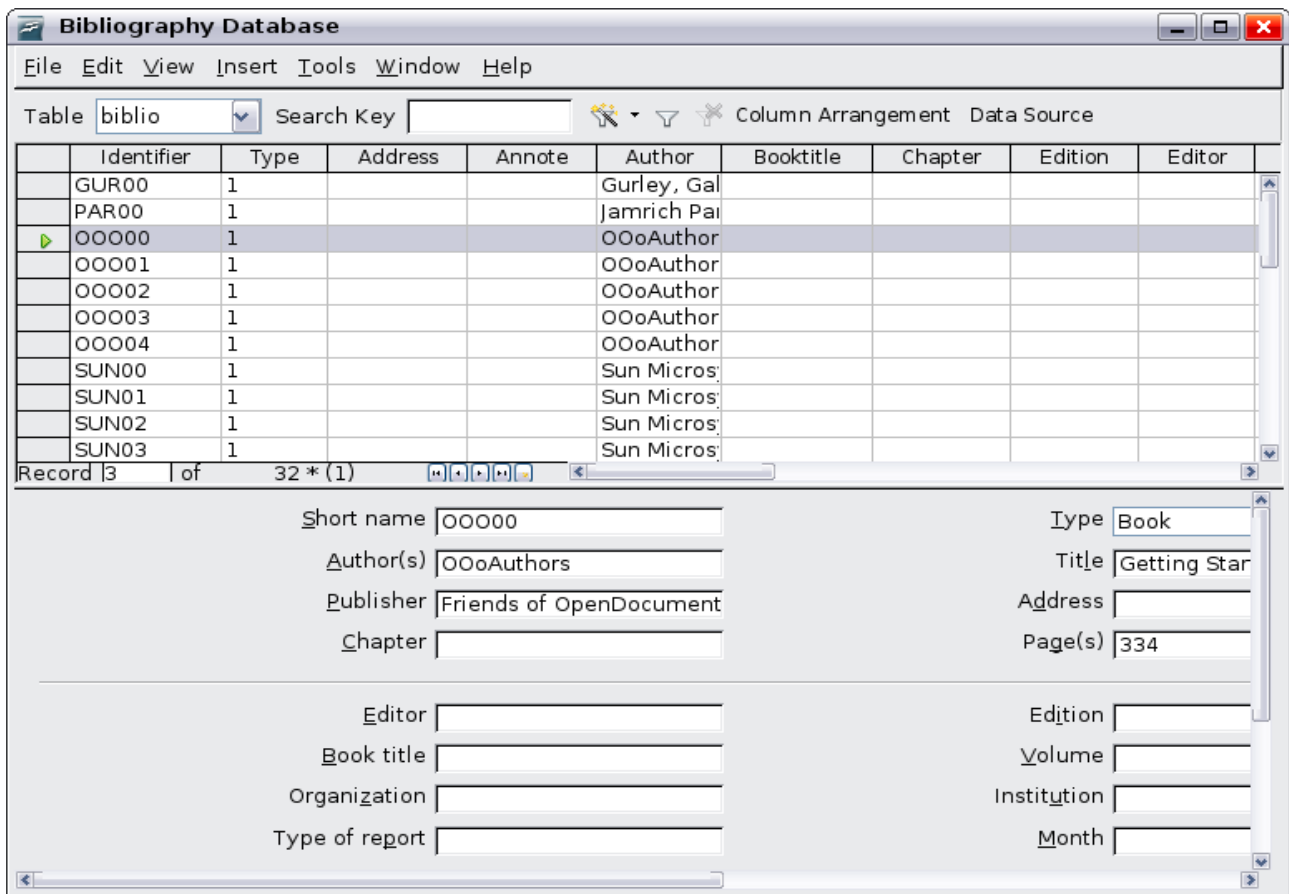 Bibliography Database
File Edit View Insert Tools Window Help
Table biblio Search Key Column Arrangement Data Source
Identifier Type Address Annote Author Booktitle Chapter Edition Editor
GUR00 1 Gurley, Gal
PAR00 1 Jamrich Par
OOO00 1 OOoAuthor
OOO01 1 OOoAuthor
OOO02 1 OOoAuthor
OOO03 1 OOoAuthor
OOO04 1 OOoAuthor
SUN00 1 Sun Micros
SUN01 1 Sun Micros
SUN02 1 Sun Micros
SUN03 1 Sun Micros
Record 3 of 32 * (1)
Short name OOO00 Type Book
Author(s) OOoAuthors Title Getting Star
Publisher Friends of OpenDocument Address
Chapter Page(s) 334
Editor Edition
Book title Volume
Organization Institution
Type of report Month